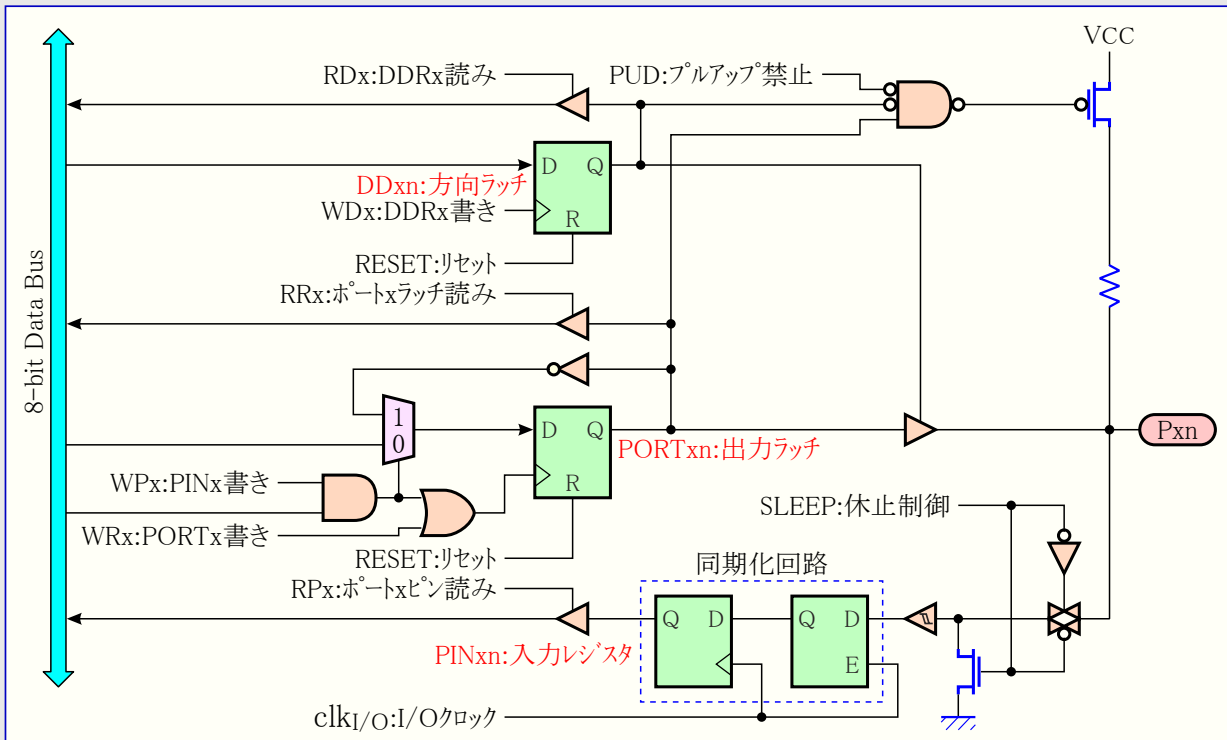 VCC
RDx:DDRx読み
PUD:プルアップ禁止
D Q
DDxn:方向ラッチ
WDx:DDRx書き
R
RESET:リセット
8-bit Data Bus
RRx:ポートxラッチ読み
1
0
D Q
Pxn
PORTxn:出力ラッチ
WPx:PINx書き
R
SLEEP:休止制御
WRx:PORTx書き
RESET:リセット
同期化回路
RPx:ポートxピン読み
Q D
Q D
PINxn:入力レジスタ
E
clkI/O:I/Oクロック